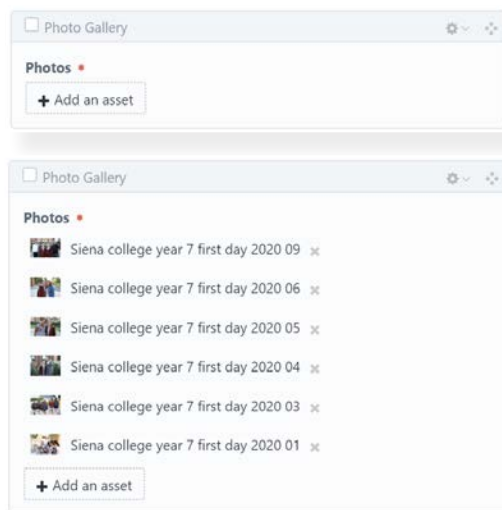 Photo Gallery
Photos
+ Add an asset
Photo Gallery
Photos
Siena college year 7 first day 2020 09
Siena college year 7 first day 2020 06
Siena college year 7 first day 2020 05
Siena college year 7 first day 2020 04
Siena college year 7 first day 2020 03
Siena college year 7 first day 2020 01
+ Add an asset